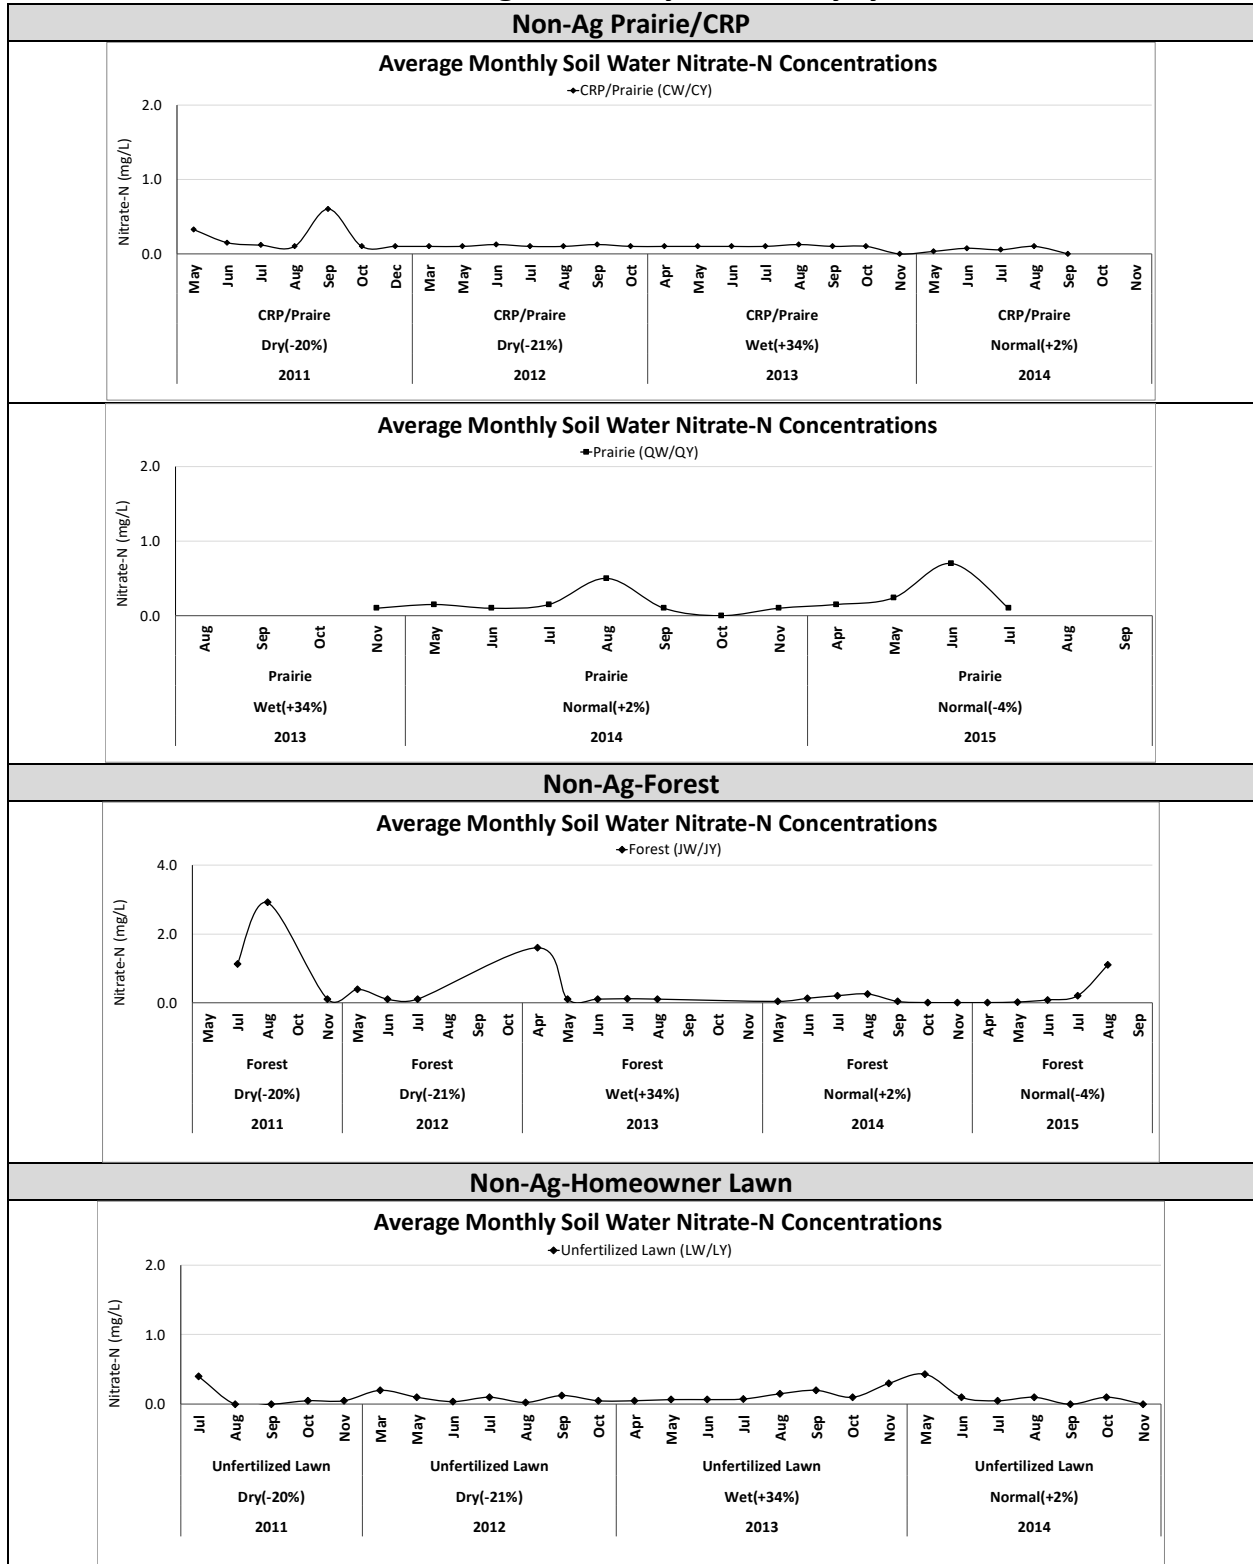 Non-Ag Prairie/CRP
Average Monthly Soil Water Nitrate-N Concentrations
CRP/Prairie (CW/CY)
Nitrate-N (mg/L)
2.0
1.0
0.0
May Jun Jul Aug Sep Oct Dec Mar May Jun Jul Aug Sep Oct Apr May Jun Jul Aug Sep Oct Nov May Jun Jul Aug Sep Oct Nov
CRP/Praire CRP/Praire CRP/Praire CRP/Praire
Dry(-20%) Dry(-21%) Wet(+34%) Normal(+2%)
2011 2012 2013 2014
Average Monthly Soil Water Nitrate-N Concentrations
Prairie (QW/QY)
Nitrate-N (mg/L)
2.0
1.0
0.0
Aug Sep Oct Nov May Jun Jul Aug Sep Oct Nov Apr May Jun Jul Aug Sep
Prairie Prairie Prairie
Wet(+34%) Normal(+2%) Normal(-4%)
2013 2014 2015
Non-Ag-Forest
Average Monthly Soil Water Nitrate-N Concentrations
Forest (JW/JY)
Nitrate-N (mg/L)
4.0
2.0
0.0
May Jul Aug Oct Nov May Jun Jul Aug Sep Oct Apr May Jun Jul Aug Sep Oct Nov May Jun Jul Aug Sep Oct Nov Apr May Jun Jul Aug Sep
Forest Forest Forest Forest Forest
Dry(-20%) Dry(-21%) Wet(+34%) Normal(+2%) Normal(-4%)
2011 2012 2013 2014 2015
Non-Ag-Homeowner Lawn
Average Monthly Soil Water Nitrate-N Concentrations
Unfertilized Lawn (LW/LY)
Nitrate-N (mg/L)
2.0
1.0
0.0
Jul Aug Sep Oct Nov Mar May Jun Jul Aug Sep Oct Apr May Jun Jul Aug Sep Oct Nov May Jun Jul Aug Sep Oct Nov
Unfertilized Lawn Unfertilized Lawn Unfertilized Lawn Unfertilized Lawn
Dry(-20%) Dry(-21%) Wet(+34%) Normal(+2%)
2011 2012 2013 2014